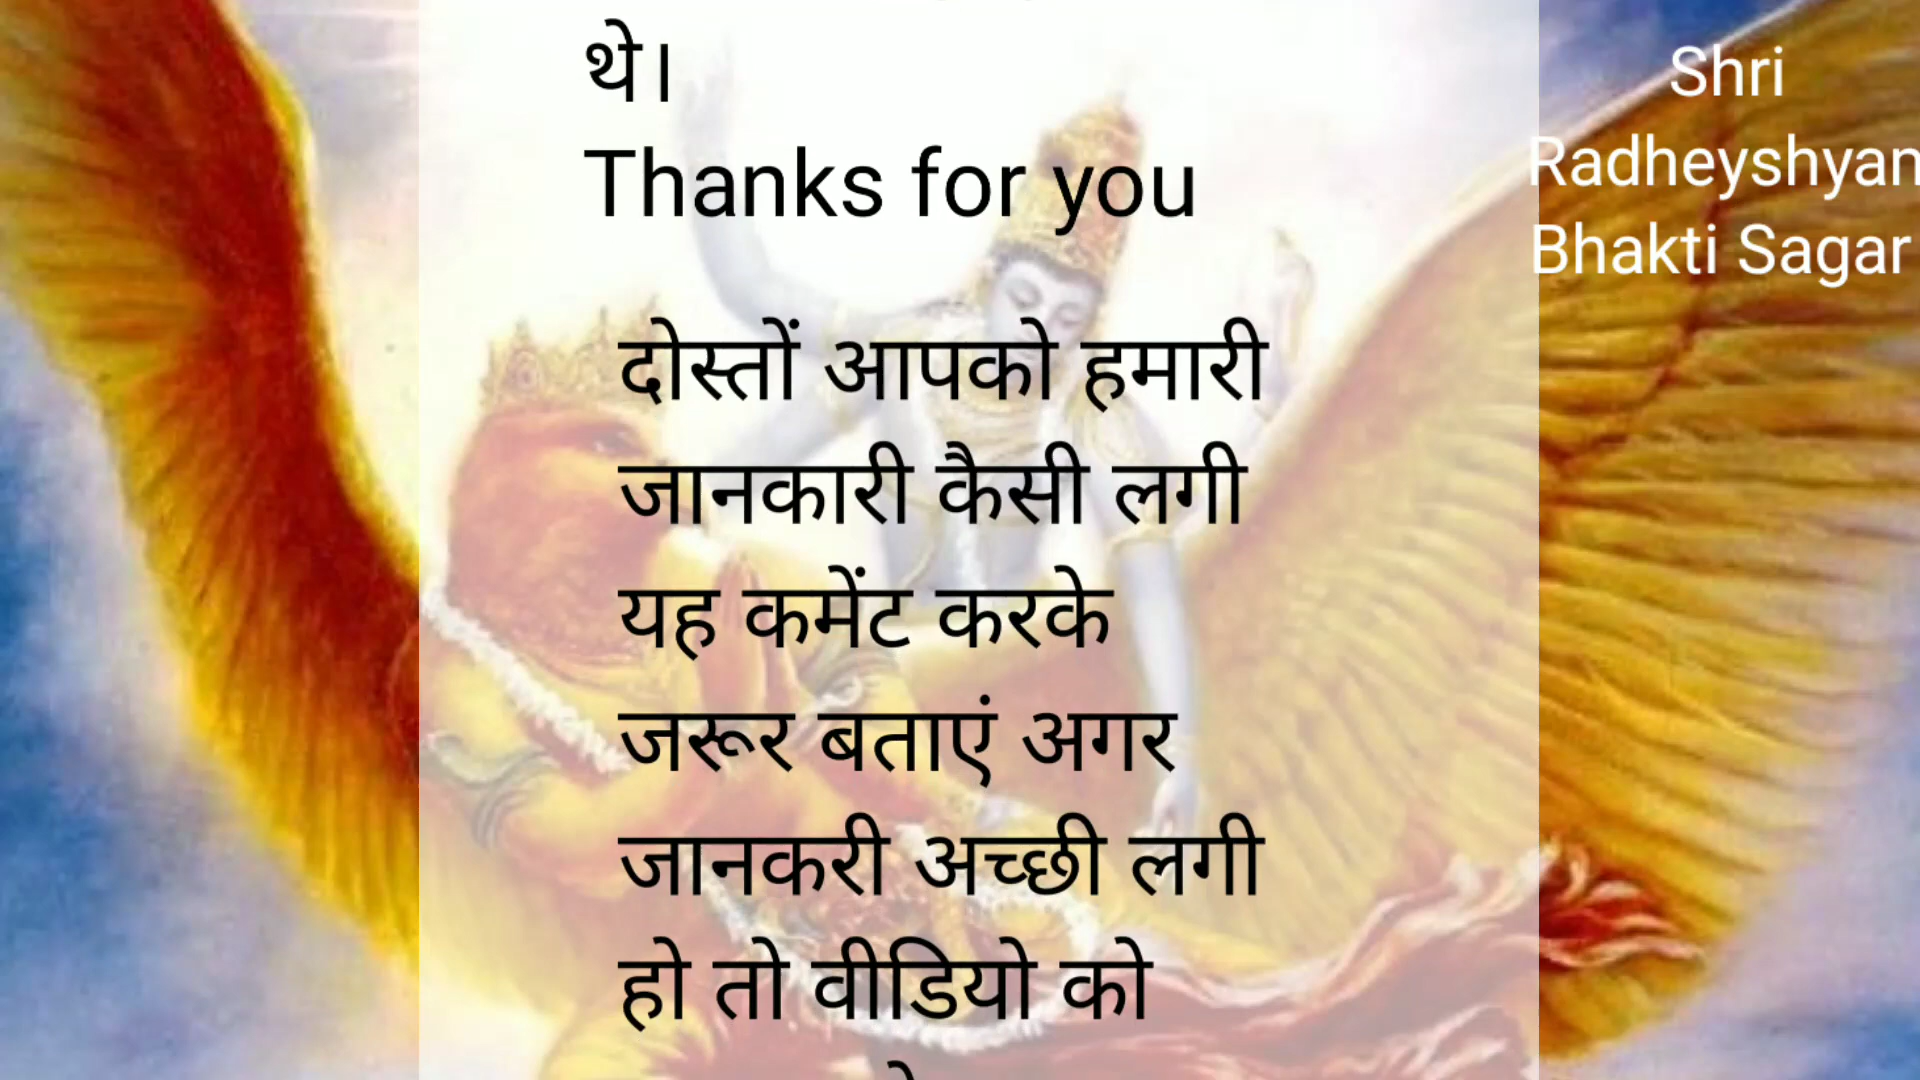 थे।
Thanks for you
दोस्तों आपको हमारी
जानकारी कैसी लगी
यह कमेंट करके
जरूर बताएं अगर
जानकरी अच्छी लगी
हो तो वीडियो को
Shri
Radheyshyam
Bhakti Sagar